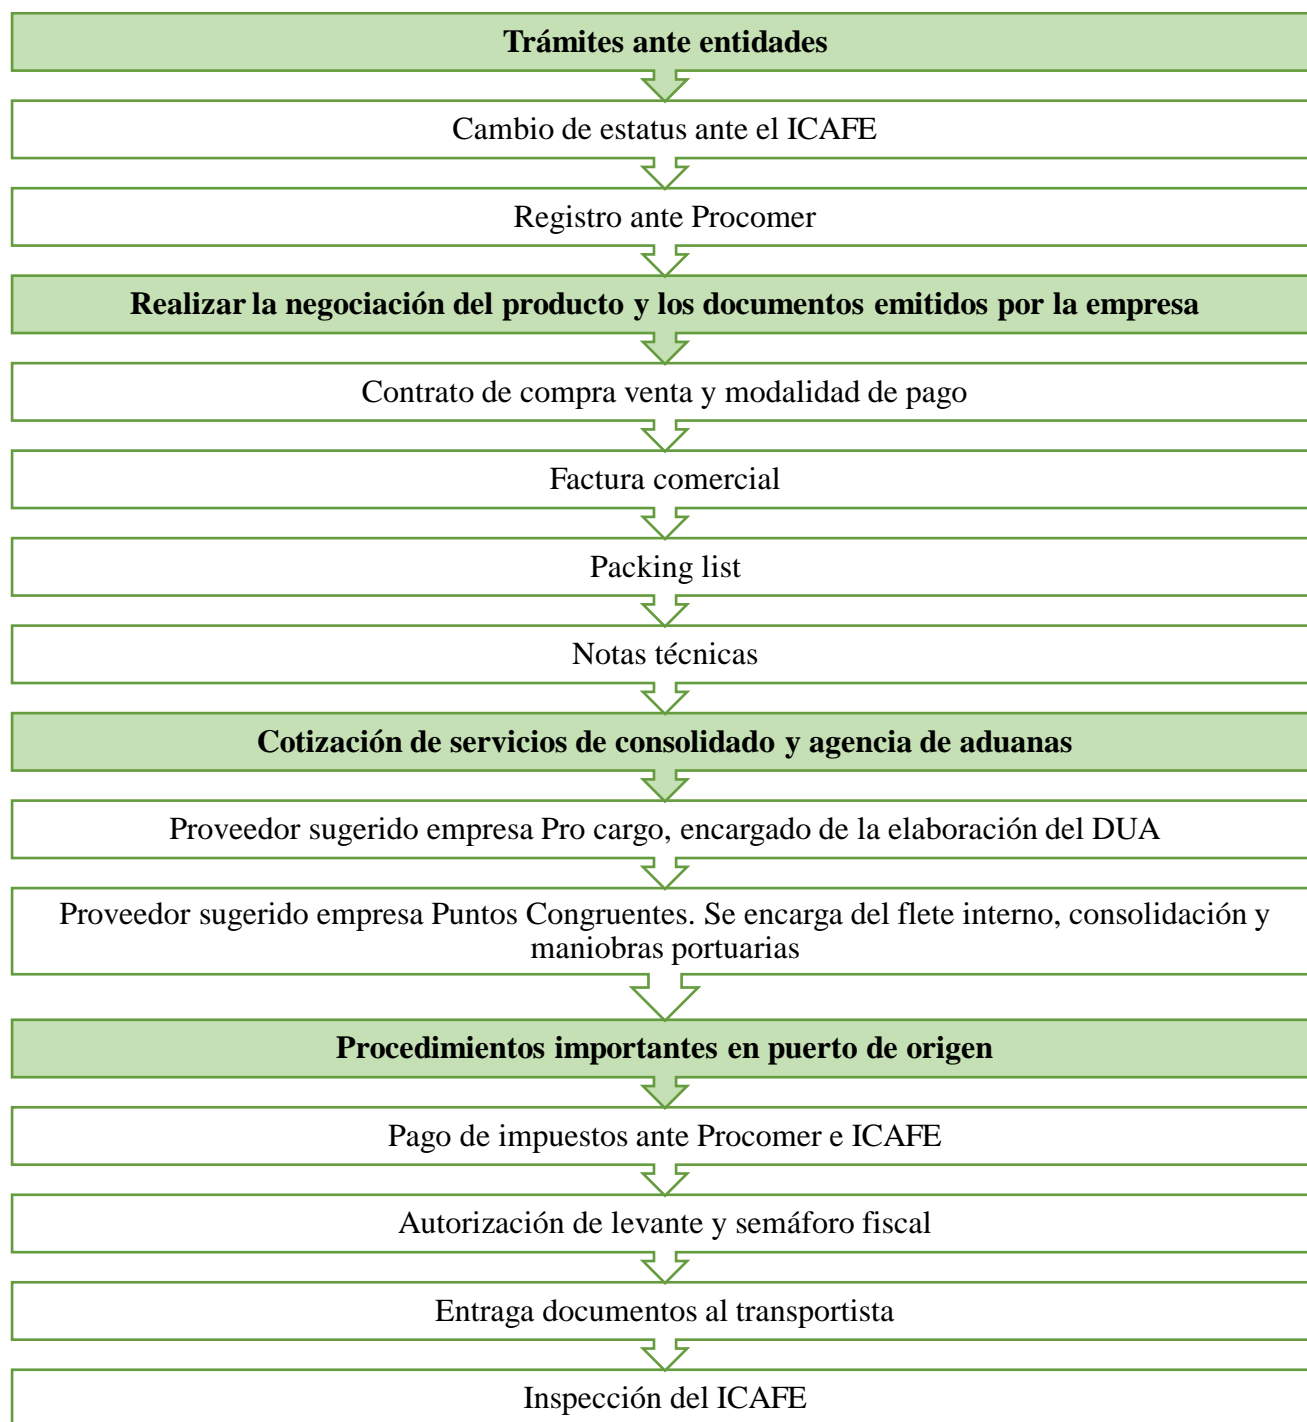 Trámites ante entidades
Cambio de estatus ante el ICAFE
Registro ante Procomer
Realizar la negociación del producto y los documentos emitidos por la empresa
Contrato de compra venta y modalidad de pago
Factura comercial
Packing list
Notas técnicas
Cotización de servicios de consolidado y agencia de aduanas
Proveedor sugerido empresa Pro cargo, encargado de la elaboración del DUA
Proveedor sugerido empresa Puntos Congruentes. Se encarga del flete interno, consolidación y
maniobras portuarias
Procedimientos importantes en puerto de origen
Pago de impuestos ante Procomer e ICAFE
Autorización de levante y semáforo fiscal
Entraga documentos al transportista
Inspección del ICAFE